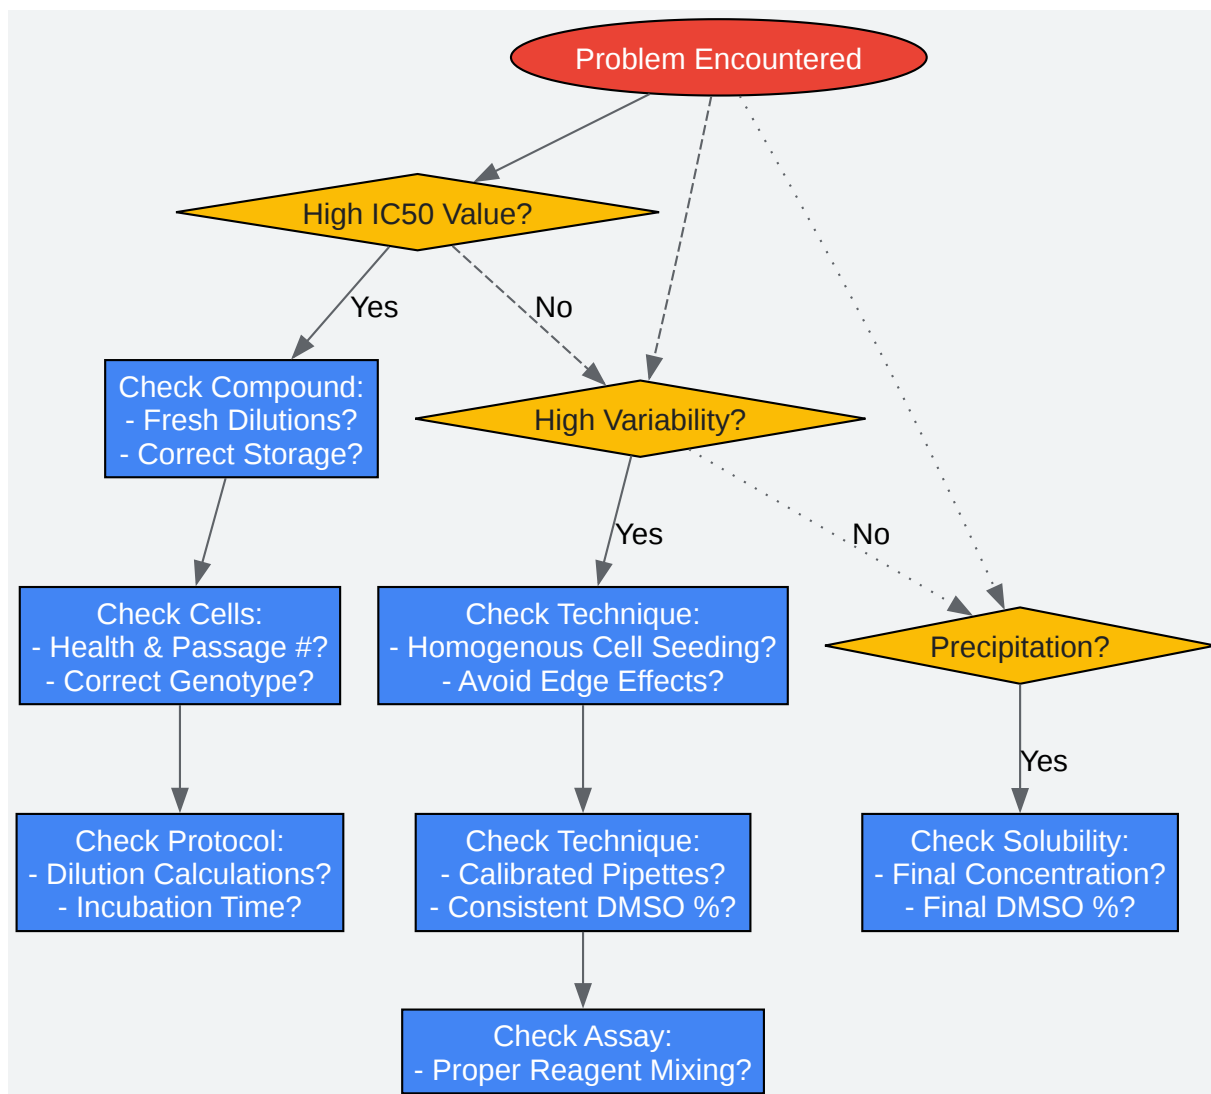 Problem Encountered
High IC50 Value?
Yes
No
Check Compound:
- Fresh Dilutions?
- Correct Storage?
High Variability?
Yes
No
Check Cells:
- Health & Passage #?
- Correct Genotype?
Check Technique:
- Homogenous Cell Seeding?
- Avoid Edge Effects?
Precipitation?
Yes
Check Protocol:
- Dilution Calculations?
- Incubation Time?
Check Technique:
- Calibrated Pipettes?
- Consistent DMSO %?
Check Solubility:
- Final Concentration?
- Final DMSO %?
Check Assay:
- Proper Reagent Mixing?